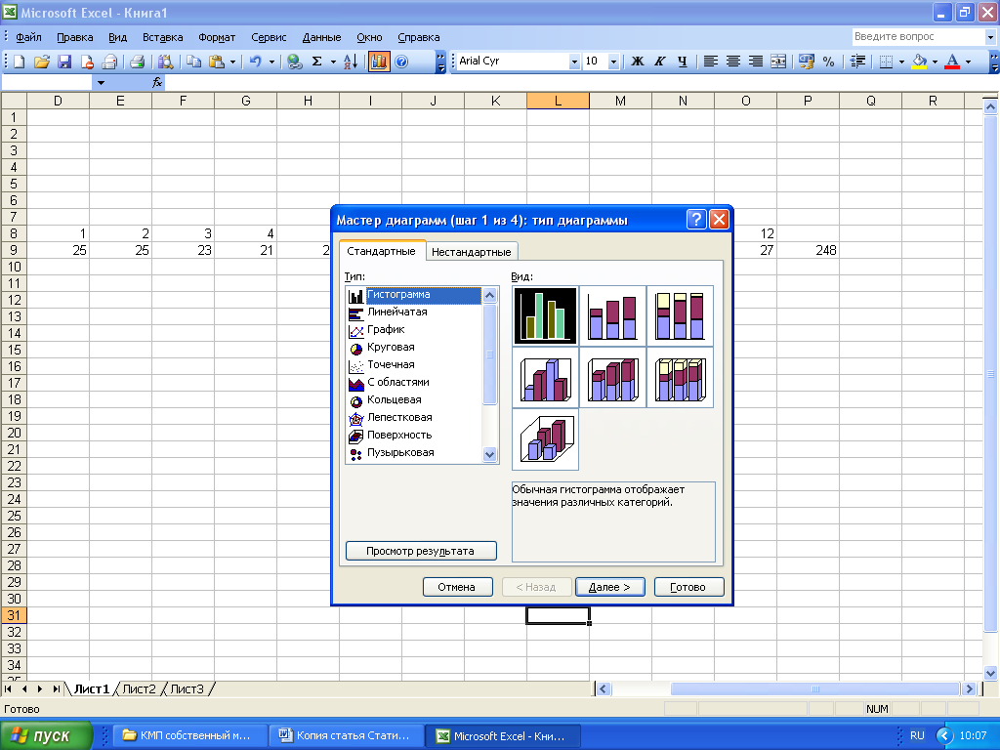 Microsoft Excel - Книга1
Файл Правка Вид Вставка Формат Сервис Данные Окно Справка Введите вопрос
Arial Cyr 10 Ж К Ч %
fx
D E F G H I J K L M N O P Q R
1
2
3
4
5
6
7
8 1 2 3 4 12
9 25 25 23 21 2 27 248
10
11
12
13
14
15
16
17
18
19
20
21
22
23
24
25
26
27
28
29
30
31
32
33
34
35
Мастер диаграмм (шаг 1 из 4): тип диаграммы
Стандартные Нестандартные
Тип:
Гистограмма
Линейчатая
График
Круговая
Точечная
С областями
Кольцевая
Лепестковая
Поверхность
Пузырьковая
Вид:
Обычная гистограмма отображает
значения различных категорий.
Просмотр результата
Отмена < Назад Далее > Готово
Лист1 Лист2 Лист3
Готово NUM
пуск КМП собственный м... Копия статья Стати... Microsoft Excel - Кни... RU 10:07